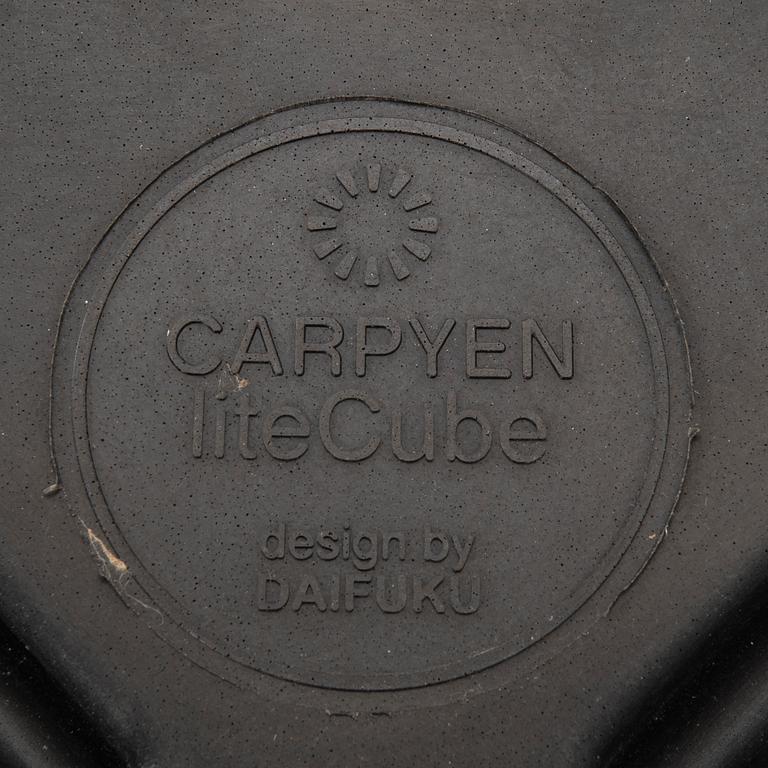 CARPYEN
liteCube
design by
DAIFUKU